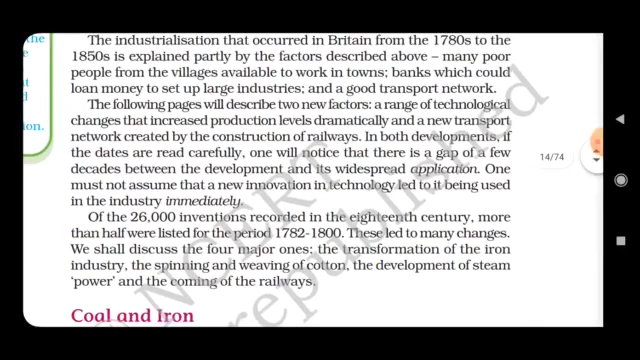 the
The industrialisation that occurred in Britain from the 1780s to the
1850s is explained partly by the factors described above – many poor
people from the villages available to work in towns; banks which could
loan money to set up large industries; and a good transport network.
The following pages will describe two new factors: a range of technological
changes that increased production levels dramatically and a new transport
network created by the construction of railways. In both developments, if
the dates are read carefully, one will notice that there is a gap of a few
decades between the development and its widespread application. One
must not assume that a new innovation in technology led to it being used
in the industry immediately.
Of the 26,000 inventions recorded in the eighteenth century, more
than half were listed for the period 1782-1800. These led to many changes.
We shall discuss the four major ones: the transformation of the iron
industry, the spinning and weaving of cotton, the development of steam
‘power’ and the coming of the railways.
Coal and Iron
14/74
© NCERT
republished